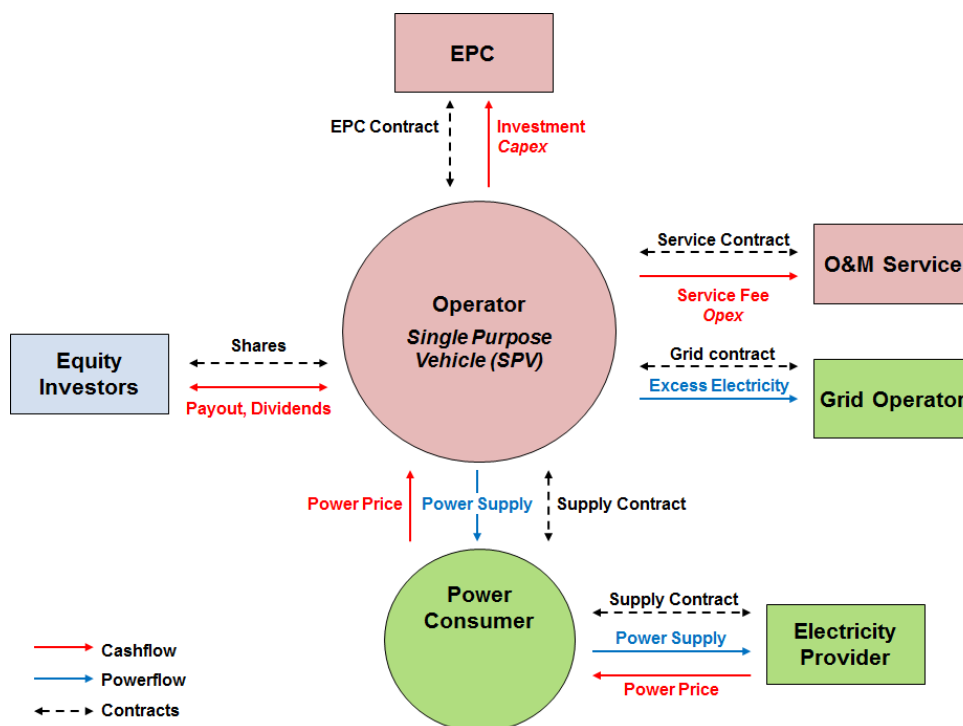 EPC
EPC Contract
Investment
Capex
Operator
Single Purpose
Vehicle (SPV)
Service Contract
Service Fee
Opex
O&M Service
Equity
Investors
Shares
Payout, Dividends
Grid contract
Excess Electricity
Grid Operator
Power Price
Power Supply
Supply Contract
Power
Consumer
Supply Contract
Power Supply
Power Price
Electricity
Provider
Cashflow
Powerflow
Contracts